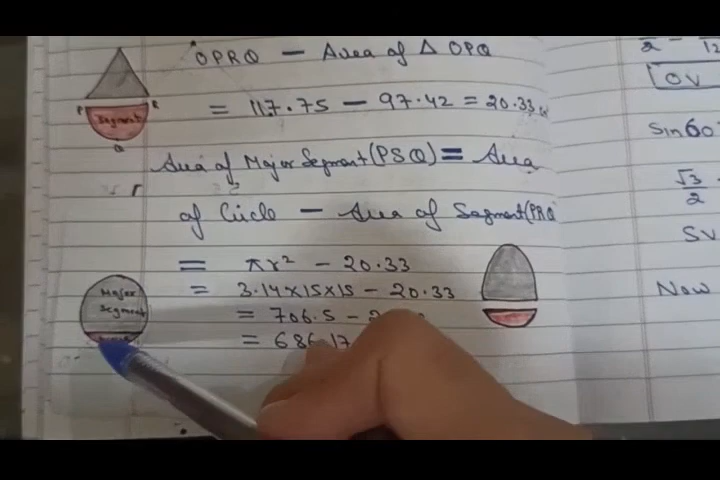 OPRQ — Area of △ OPQ
= 117.75 — 97.42 = 20.33
P R
Segment
Q
Area of Major Segment (PSQ) = Area
r
of Circle — Area of Segment (PRQ
= πr² - 20.33
= 3.14×15×15 - 20.33
Major
Segment
= 706.5 -
= 686.17
12
sin 60°
√3
2
Now